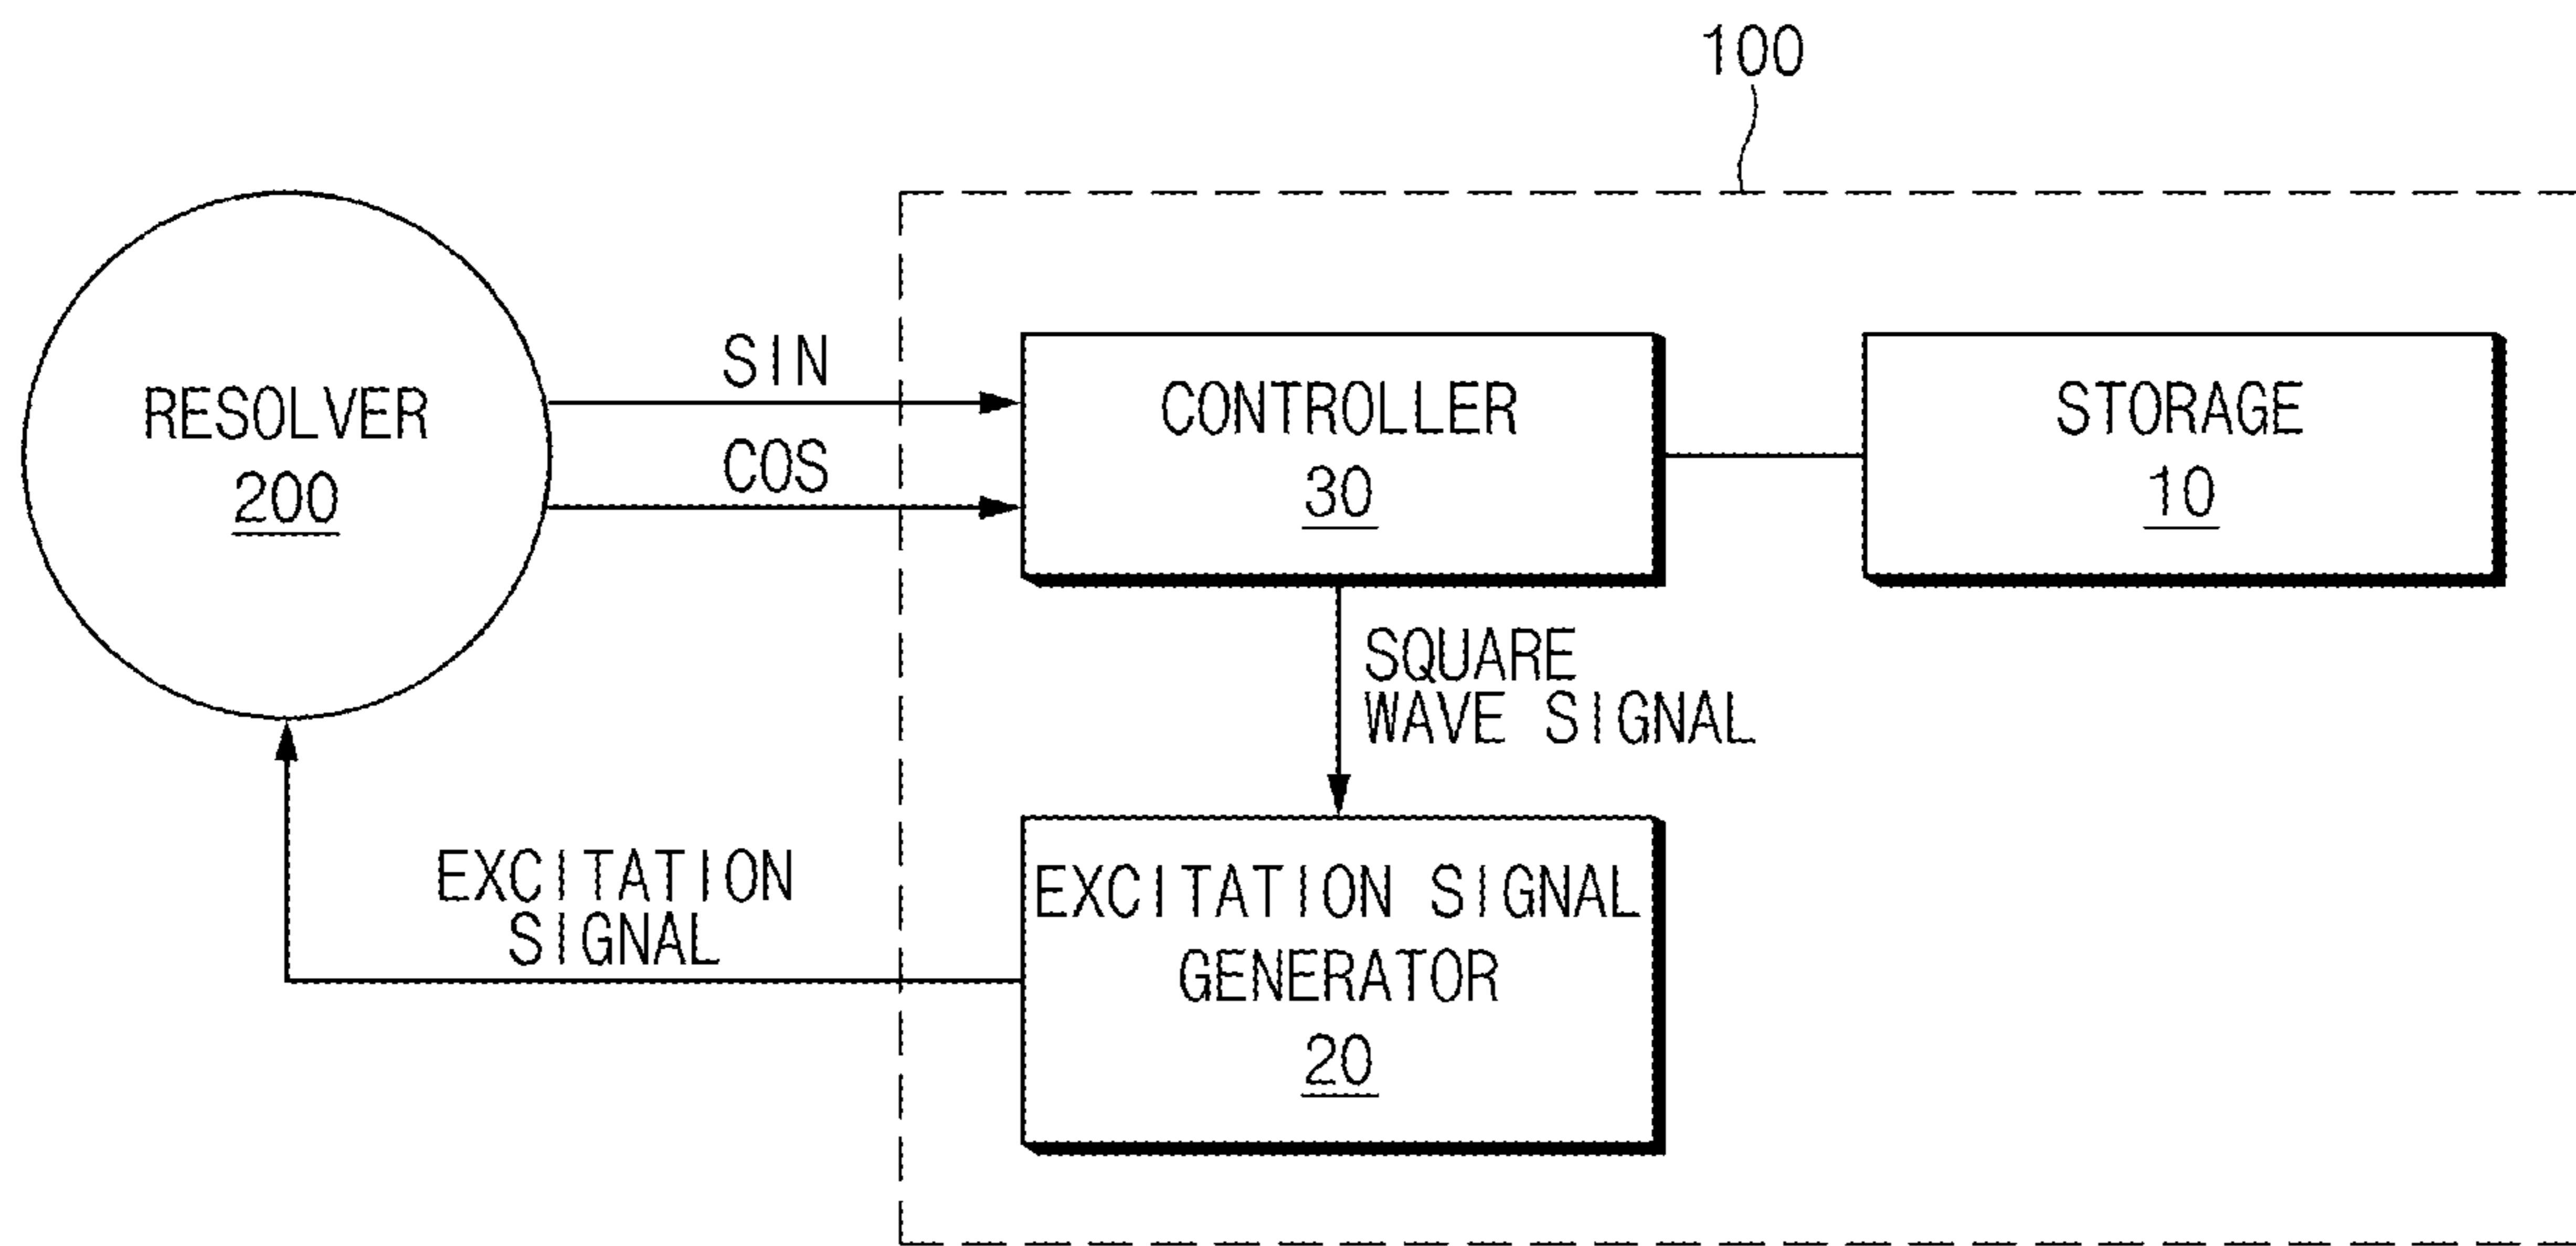 100
RESOLVER
200
SIN
COS
CONTROLLER
30
STORAGE
10
SQUARE
WAVE SIGNAL
EXCITATION
SIGNAL
EXCITATION SIGNAL
GENERATOR
20